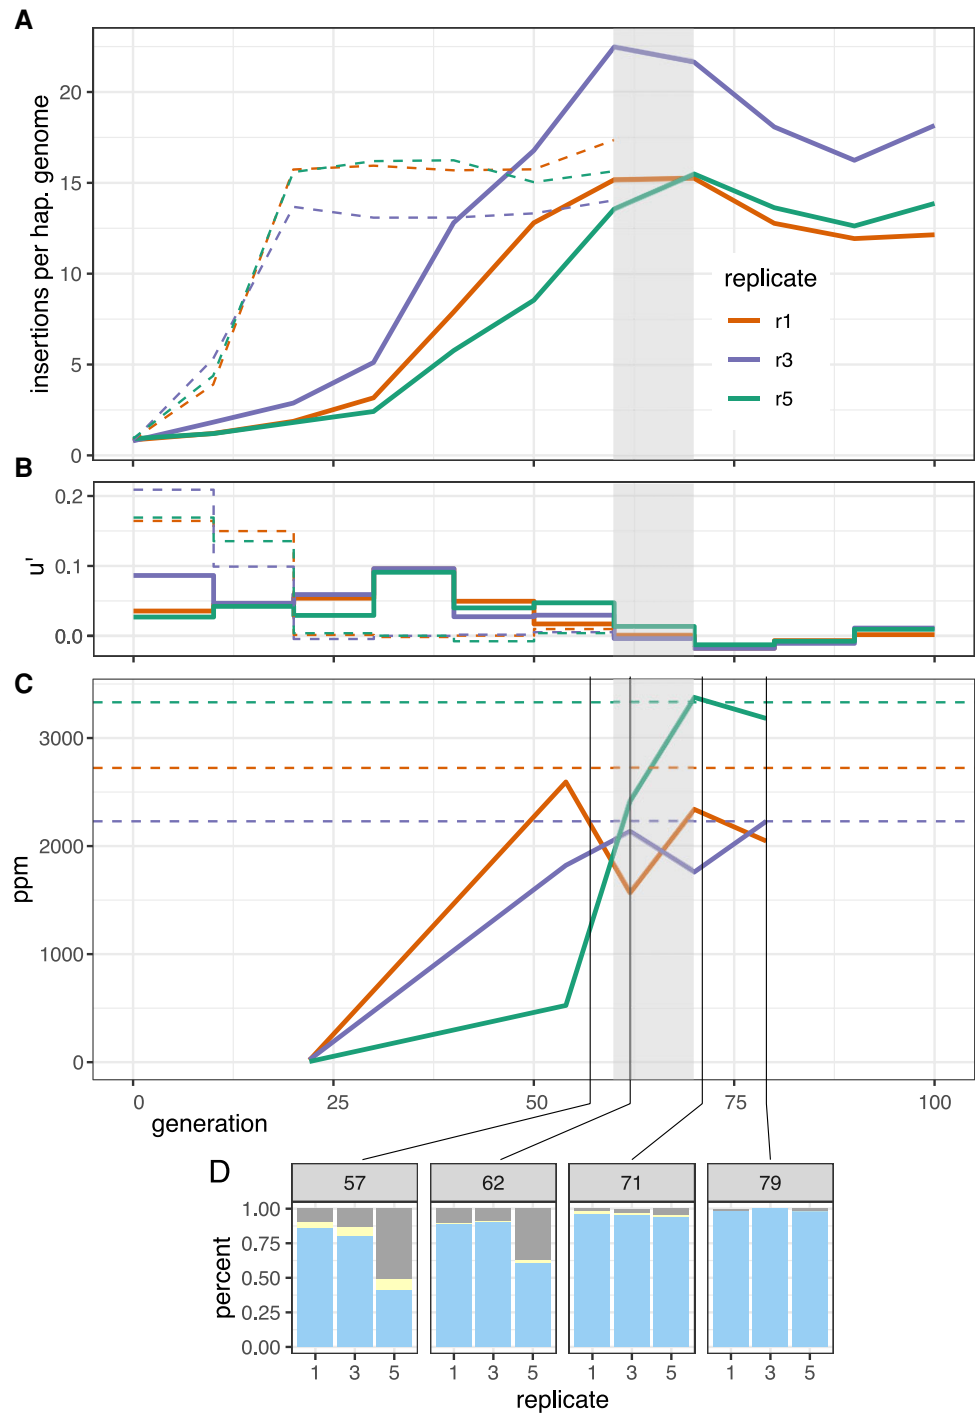 A
insertions per hap. genome
20
15
10
5
0
replicate
r1
r3
r5
B
u'
0.2
0.1
0.0
C
ppm
3000
2000
1000
0
0 25 50 75 100
generation
D
57 62 71 79
percent
1.00
0.75
0.50
0.25
0.00
1 3 5 1 3 5 1 3 5 1 3 5
replicate